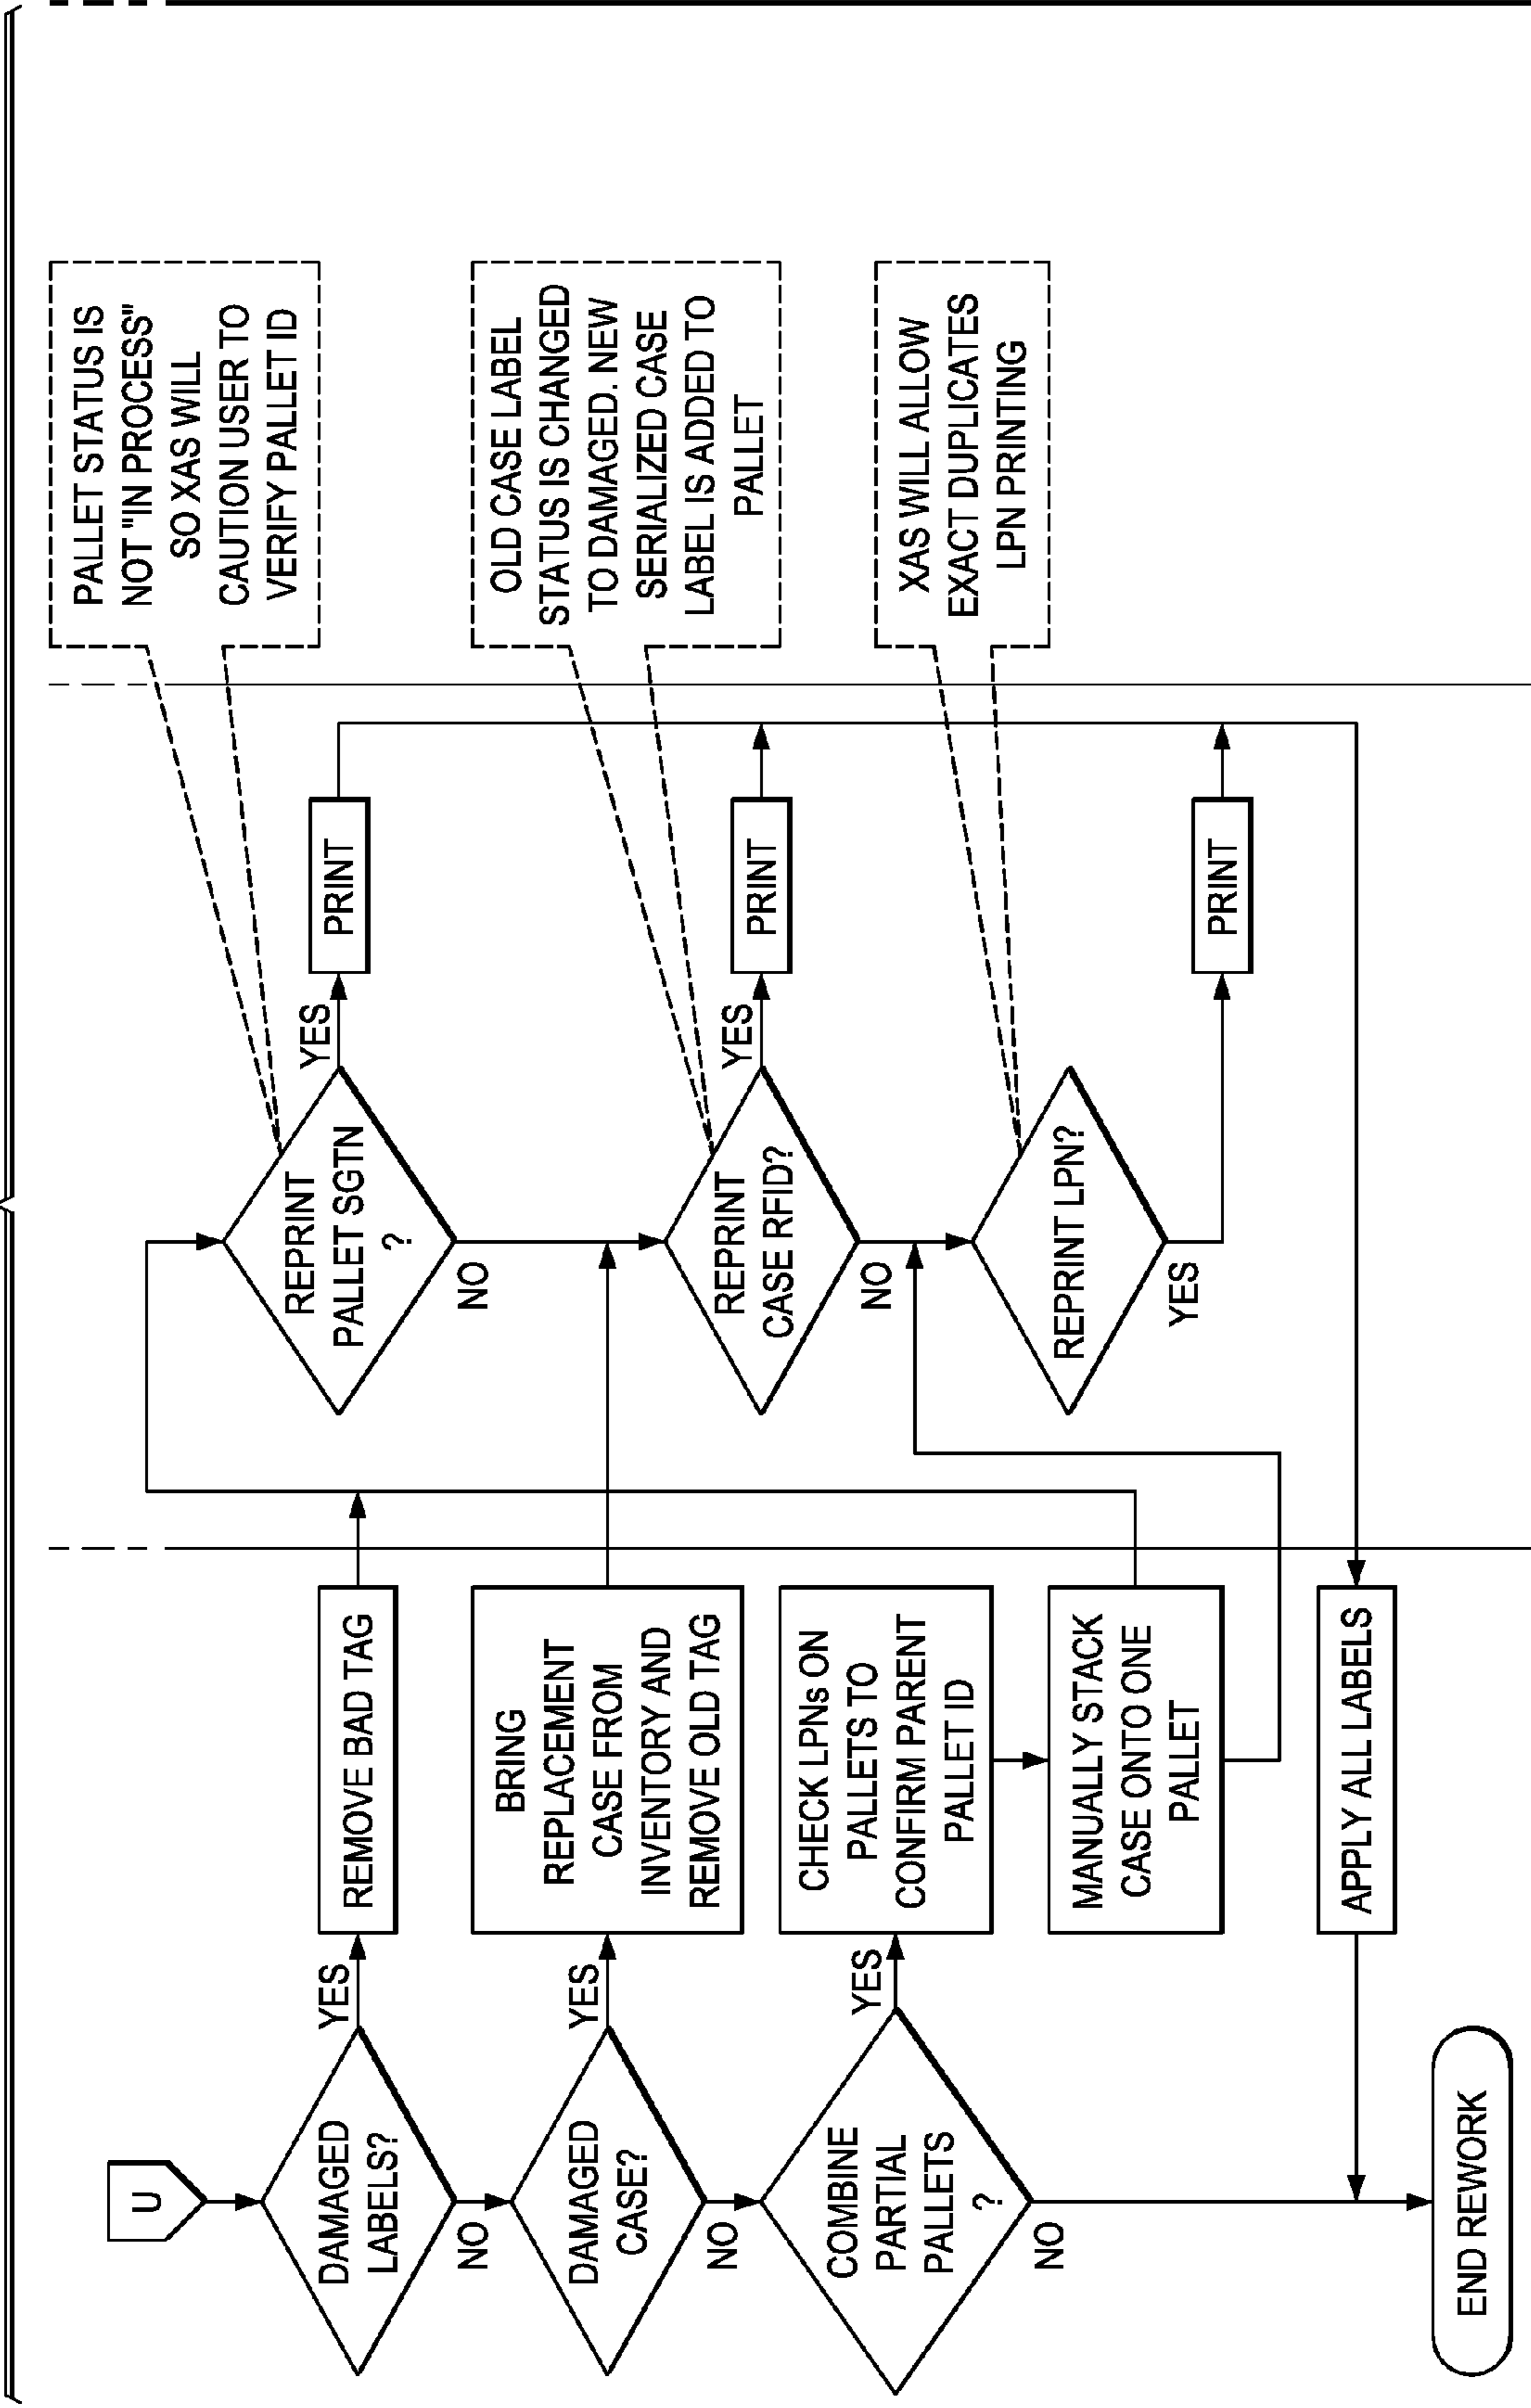 U
DAMAGED
LABELS?
YES
NO
REMOVE BAD TAG
DAMAGED
CASE?
YES
NO
BRING
REPLACEMENT
CASE FROM
INVENTORY AND
REMOVE OLD TAG
COMBINE
PARTIAL
PALLETS
?
YES
NO
CHECK LPNs ON
PALLETS TO
CONFIRM PARENT
PALLET ID
MANUALLY STACK
CASE ONTO ONE
PALLET
APPLY ALL LABELS
END REWORK
REPRINT
PALLET SGTN
?
YES
NO
PRINT
REPRINT
CASE RFID?
YES
NO
PRINT
REPRINT LPN?
YES
PRINT
PALLET STATUS IS
NOT "IN PROCESS"
SO XAS WILL
CAUTION USER TO
VERIFY PALLET ID
OLD CASE LABEL
STATUS IS CHANGED
TO DAMAGED. NEW
SERIALIZED CASE
LABEL IS ADDED TO
PALLET
XAS WILL ALLOW
EXACT DUPLICATES
LPN PRINTING